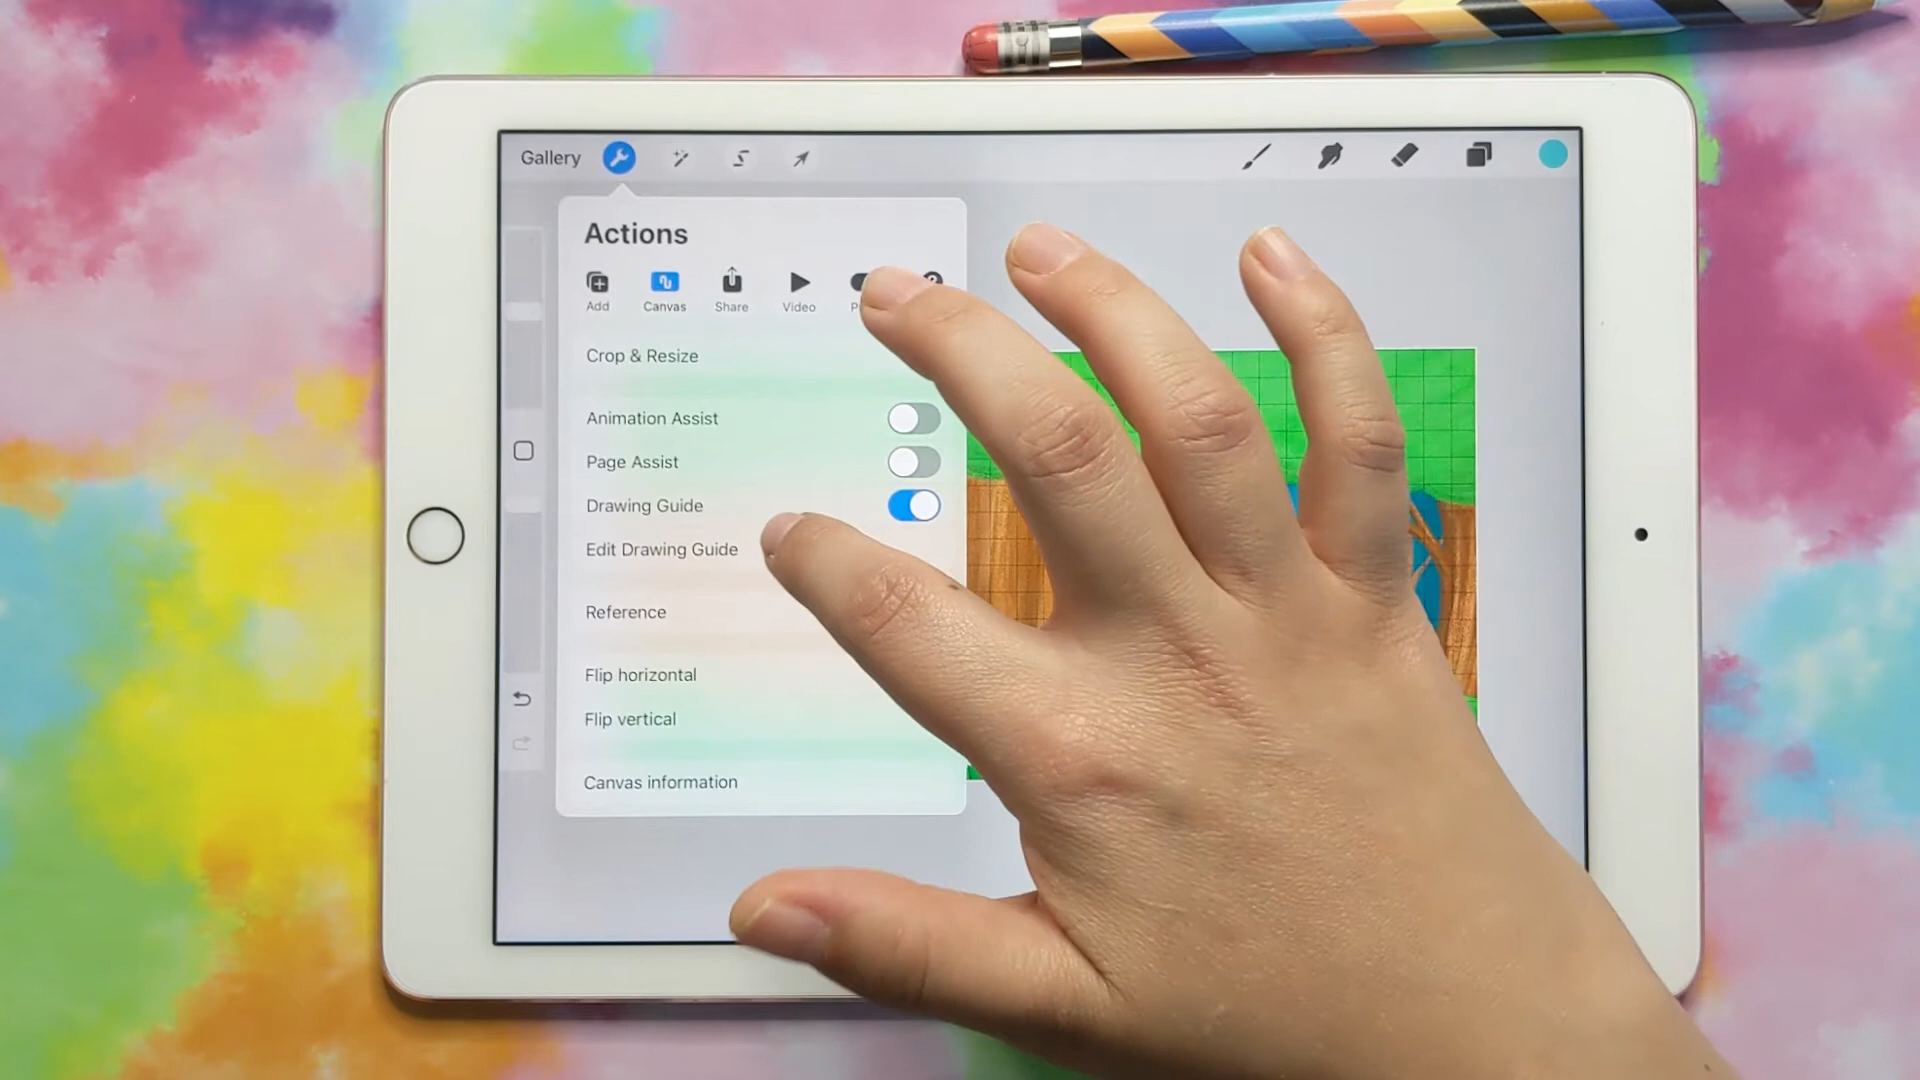 Gallery
Actions
Add Canvas Share Video
Crop & Resize
Animation Assist
Page Assist
Drawing Guide
Edit Drawing Guide
Reference
Flip horizontal
Flip vertical
Canvas information